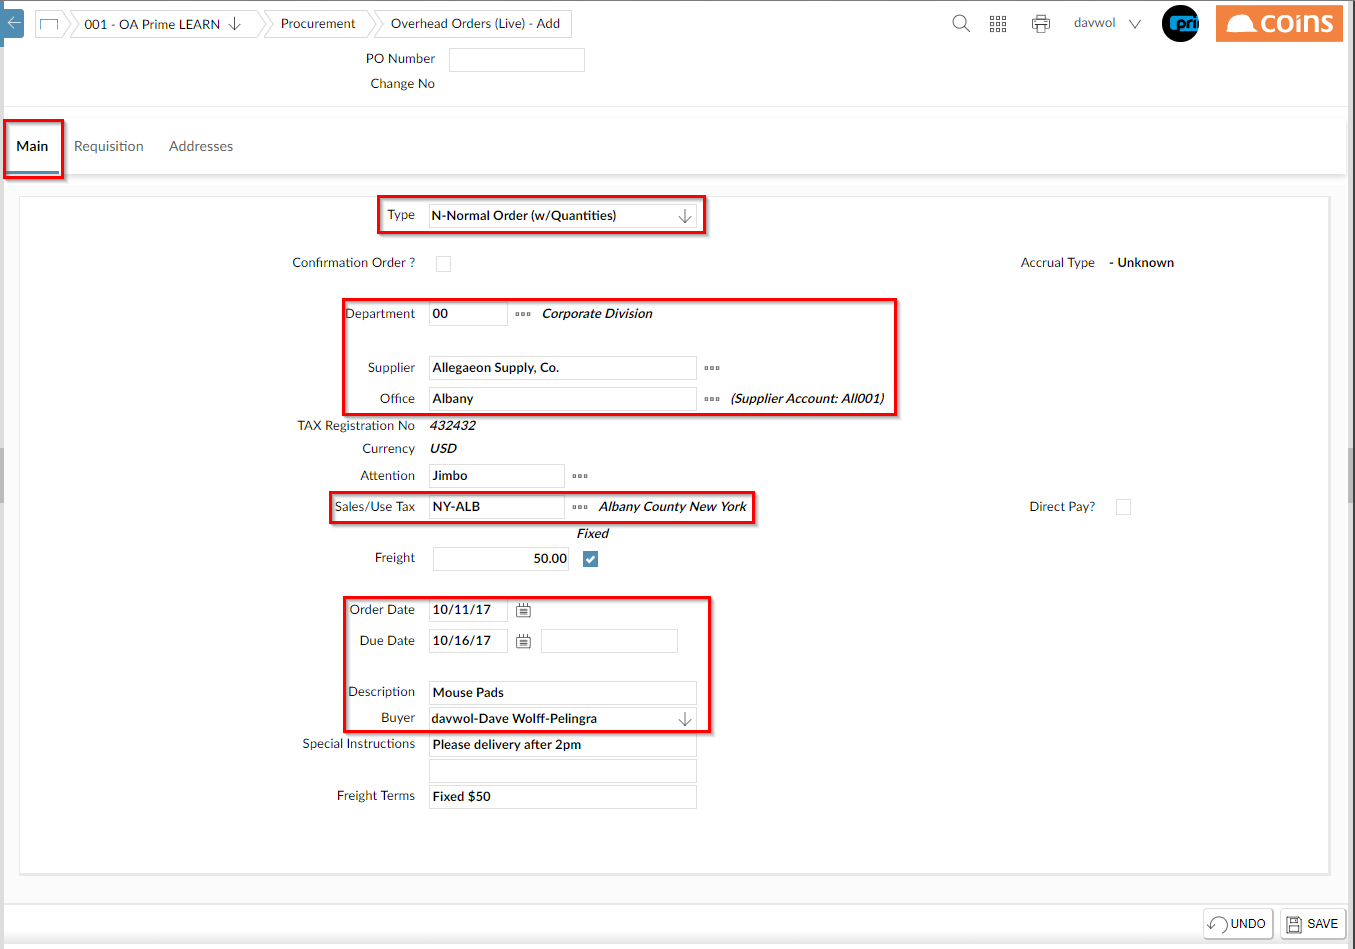 001 - OA Prime LEARN Procurement Overhead Orders (Live) - Add davwol pri coins
PO Number
Change No
Main Requisition Addresses
Type N-Normal Order (w/Quantities)
Confirmation Order ? Accrual Type - Unknown
Department 00 Corporate Division
Supplier Allegaeon Supply, Co.
Office Albany (Supplier Account: All001)
TAX Registration No 432432
Currency USD
Attention Jimbo
Sales/Use Tax NY-ALB Albany County New York Direct Pay?
Fixed
Freight 50.00
Order Date 10/11/17
Due Date 10/16/17
Description Mouse Pads
Buyer davwol-Dave Wolff-Pelingra
Special Instructions Please delivery after 2pm
Freight Terms Fixed $50
UNDO SAVE